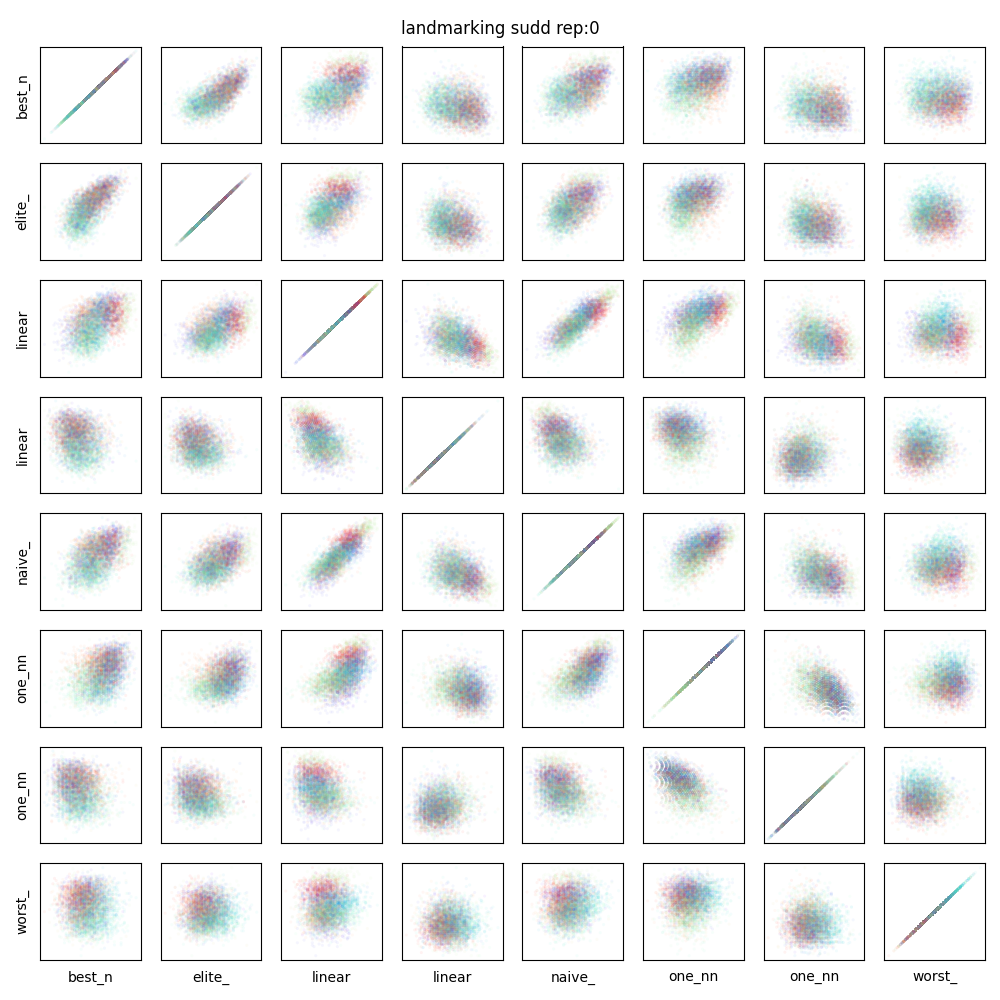 landmarking sudd rep:0
best_n
elite_
linear
linear
naive_
one_nn
one_nn
worst_
best_n elite_ linear linear naive_ one_nn one_nn worst_